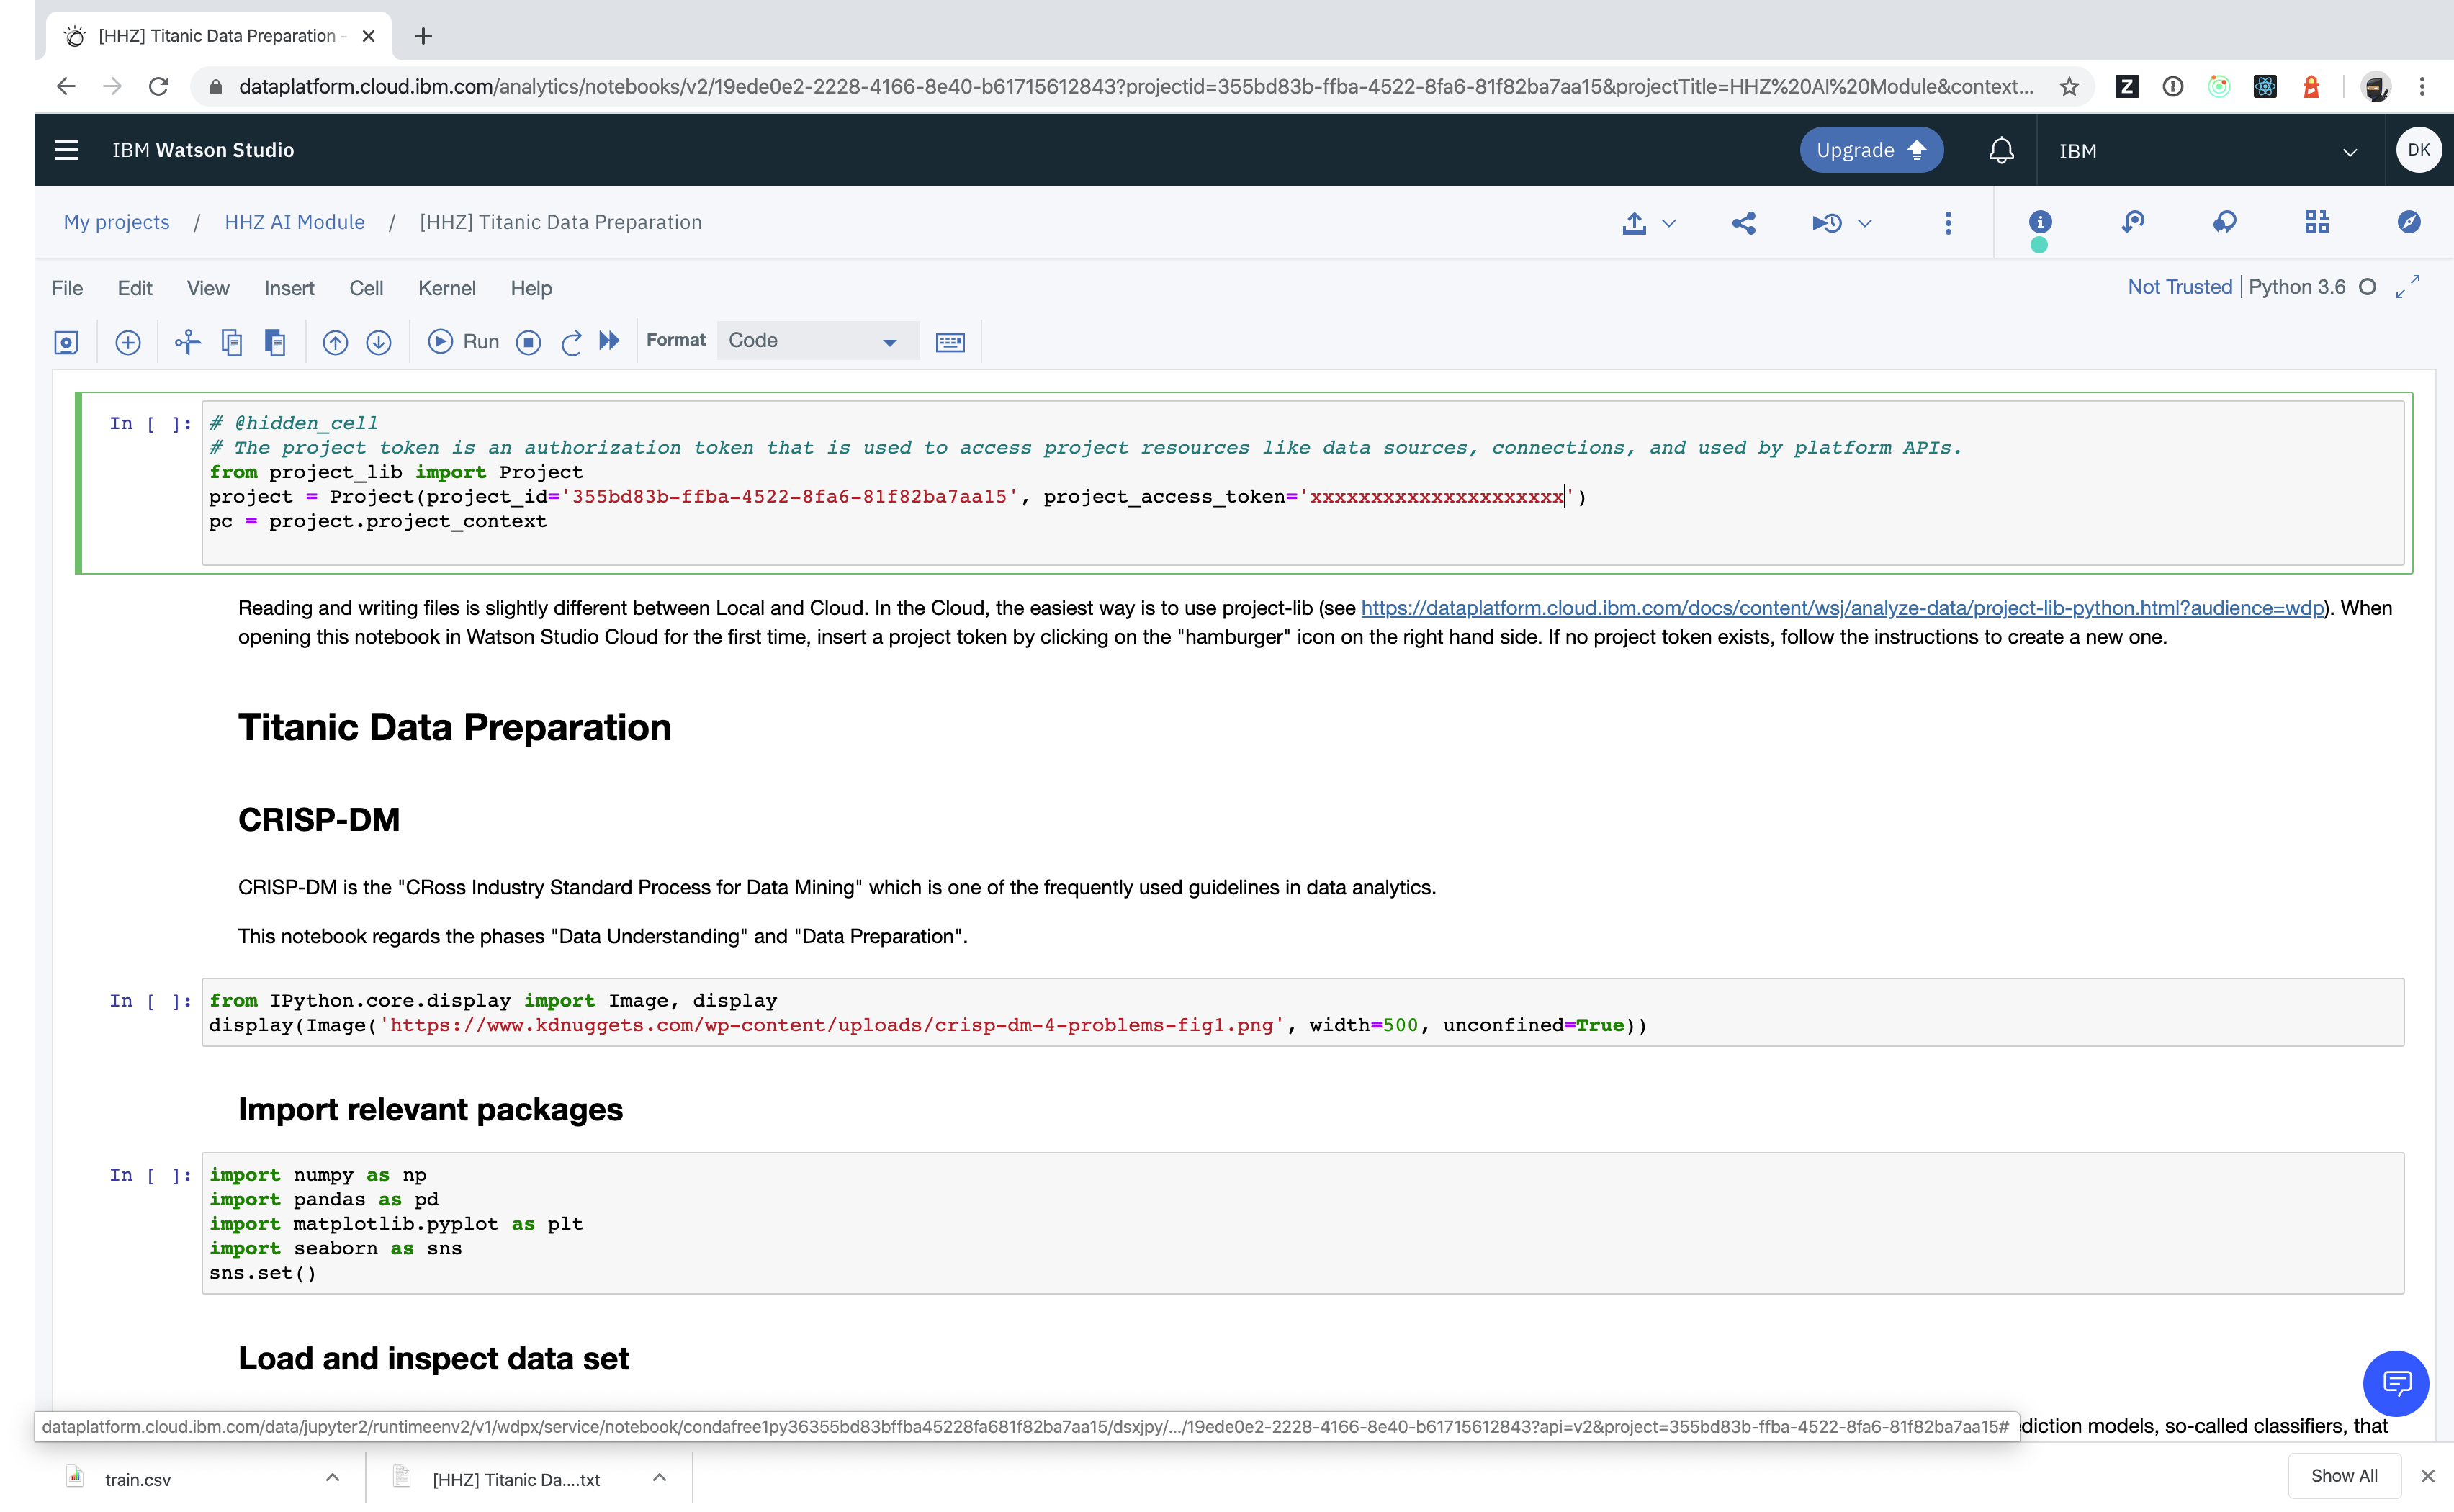 [HHZ] Titanic Data Preparation -
dataplatform.cloud.ibm.com/analytics/notebooks/v2/19ede0e2-2228-4166-8e40-b61715612843?projectid=355bd83b-ffba-4522-8fa6-81f82ba7aa15&projectTitle=HHZ%20AI%20Module&context...
IBM Watson Studio
Upgrade
IBM
DK
My projects / HHZ AI Module / [HHZ] Titanic Data Preparation
File Edit View Insert Cell Kernel Help
Not Trusted | Python 3.6
Run
Format
Code
In [ ]:
# @hidden_cell
# The project token is an authorization token that is used to access project resources like data sources, connections, and used by platform APIs.
from project_lib import Project
project = Project(project_id='355bd83b-ffba-4522-8fa6-81f82ba7aa15', project_access_token='xxxxxxxxxxxxxxxxxxxxx')
pc = project.project_context
Reading and writing files is slightly different between Local and Cloud. In the Cloud, the easiest way is to use project-lib (see https://dataplatform.cloud.ibm.com/docs/content/wsj/analyze-data/project-lib-python.html?audience=wdp). When
opening this notebook in Watson Studio Cloud for the first time, insert a project token by clicking on the "hamburger" icon on the right hand side. If no project token exists, follow the instructions to create a new one.
Titanic Data Preparation
CRISP-DM
CRISP-DM is the "CRoss Industry Standard Process for Data Mining" which is one of the frequently used guidelines in data analytics.
This notebook regards the phases "Data Understanding" and "Data Preparation".
In [ ]:
from IPython.core.display import Image, display
display(Image('https://www.kdnuggets.com/wp-content/uploads/crisp-dm-4-problems-fig1.png', width=500, unconfined=True))
Import relevant packages
In [ ]:
import numpy as np
import pandas as pd
import matplotlib.pyplot as plt
import seaborn as sns
sns.set()
Load and inspect data set
diction models, so-called classifiers, that
dataplatform.cloud.ibm.com/data/jupyter2/runtimeenv2/v1/wdpx/service/notebook/condafree1py36355bd83bffba45228fa681f82ba7aa15/dsxjpy/.../19ede0e2-2228-4166-8e40-b61715612843?api=v2&project=355bd83b-ffba-4522-8fa6-81f82ba7aa15#
train.csv
[HHZ] Titanic Da....txt
Show All